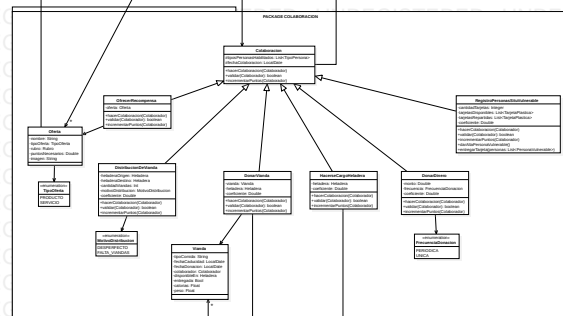 PACKAGE COLABORACION
Colaboracion
-tiposPersonasHabilitadas: List<TipoPersona>
-fechaColaboracion: LocalDate
+hacerColaboracion(Colaborador)
+validar(Colaborador): boolean
+incrementarPuntos(Colaborador)
OfrecerRecompensa
-oferta: Oferta
+hacerColaboracion(Colaborador)
+validar(Colaborador): boolean
+incrementarPuntos(Colaborador)
RegistroPersonasSituVulnerable
-cantidadTarjetas: Integer
-tarjetasDisponibles: List<TarjetaPlastica>
-tarjetasRepartidas: List<TarjetaPlastica>
-coeficiente: Double
+hacerColaboracion(Colaborador)
+validar(Colaborador): boolean
+incrementarPuntos(Colaborador)
+entregarTarjeta(personas: List<PersonaVulnerable>)
Oferta
-nombre: String
-tipoOferta: TipoOferta
-rubro: Rubro
-puntosNecesarios: Double
-imagen: String
*
«enumeration»
TipoOferta
PRODUCTO
SERVICIO
DistribucionDeVianda
-heladeraOrigen: Heladera
-heladeraDestino: Heladera
-cantidadViandas: Int
-motivoDistribucion: MotivoDistribucion
-coeficiente: Double
+hacerColaboracion(Colaborador)
+validar(Colaborador): boolean
+incrementarPuntos(Colaborador)
DonarVianda
-vianda: Vianda
-heladera: Heladera
-coeficiente: Double
+hacerColaboracion(Colaborador)
+validar(Colaborador): boolean
+incrementarPuntos(Colaborador)
HacerseCargoHeladera
-heladera: Heladera
-coeficiente: Double
+hacerColaboracion(Colaborador)
+validar(Colaborador): boolean
+incrementarPuntos(Colaborador)
DonarDinero
-monto: Double
-frecuencia: FrecuenciaDonacion
-coeficiente: Double
+hacerColaboracion(Colaborador)
+validar(Colaborador): boolean
+incrementarPuntos(Colaborador)
«enumeration»
MotivoDistribucion
DESPERFECTO
FALTA_VIANDAS
«enumeration»
FrecuenciaDonacion
PERIODICA
UNICA
Vianda
-tipoComida: String
-fechaCaducidad: LocalDate
-fechaDonacion: LocalDate
-colaborador: Colaborador
-disponibleEn: Heladera
-entregada: Bool
-calorias: Float
-peso: Float
*